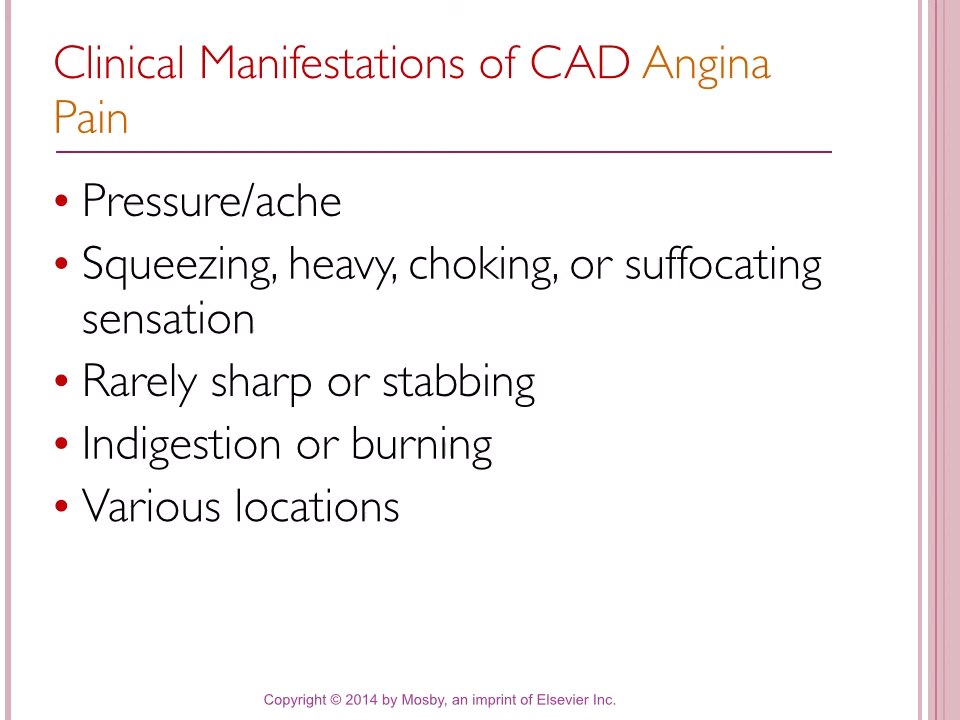 Clinical Manifestations of CAD Angina
Pain
• Pressure/ache
• Squeezing, heavy, choking, or suffocating
sensation
• Rarely sharp or stabbing
• Indigestion or burning
• Various locations
Copyright © 2014 by Mosby, an imprint of Elsevier Inc.